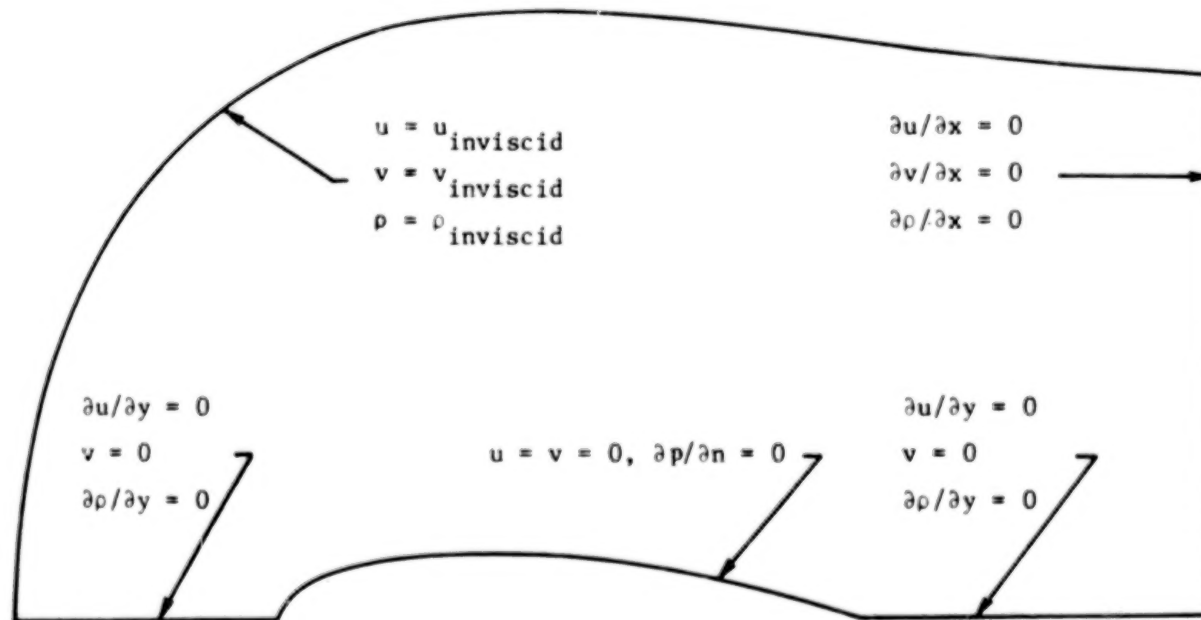 u = u_inviscid
v = v_inviscid
ρ = ρ_inviscid
∂u/∂x = 0
∂v/∂x = 0
∂ρ/∂x = 0
∂u/∂y = 0
v = 0
∂ρ/∂y = 0
u = v = 0, ∂p/∂n = 0
∂u/∂y = 0
v = 0
∂ρ/∂y = 0